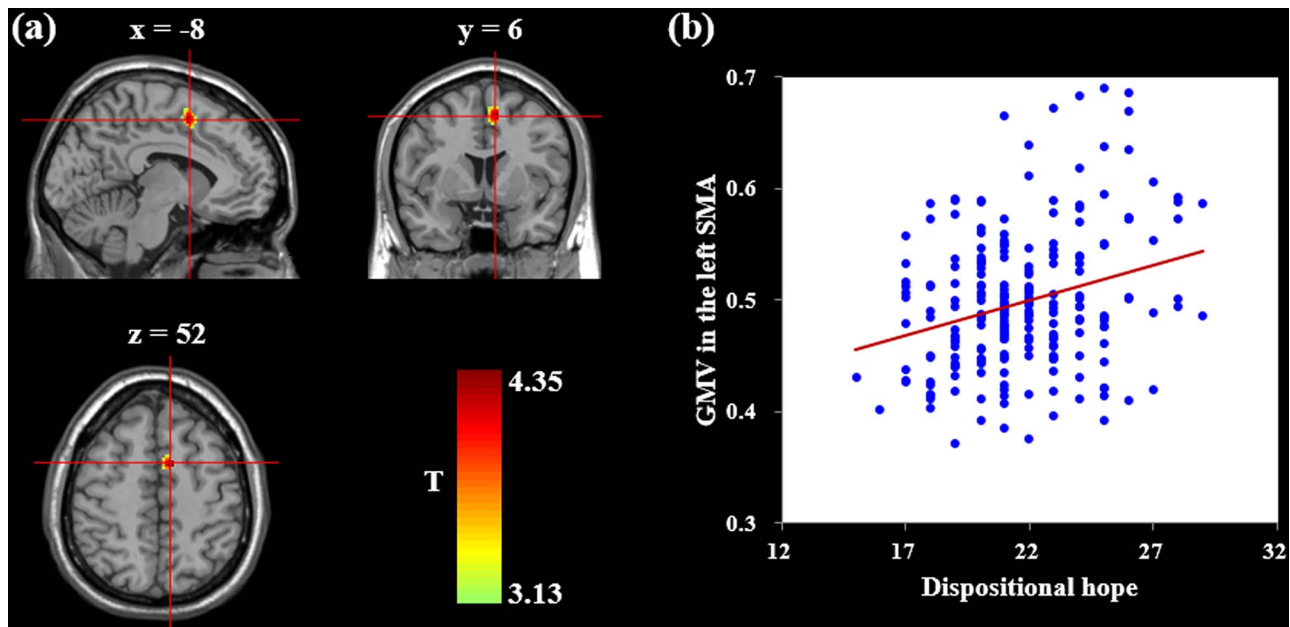 (a)
x = -8
y = 6
z = 52
4.35
T
3.13
(b)
GMV in the left SMA
0.7
0.6
0.5
0.4
0.3
12 17 22 27 32
Dispositional hope